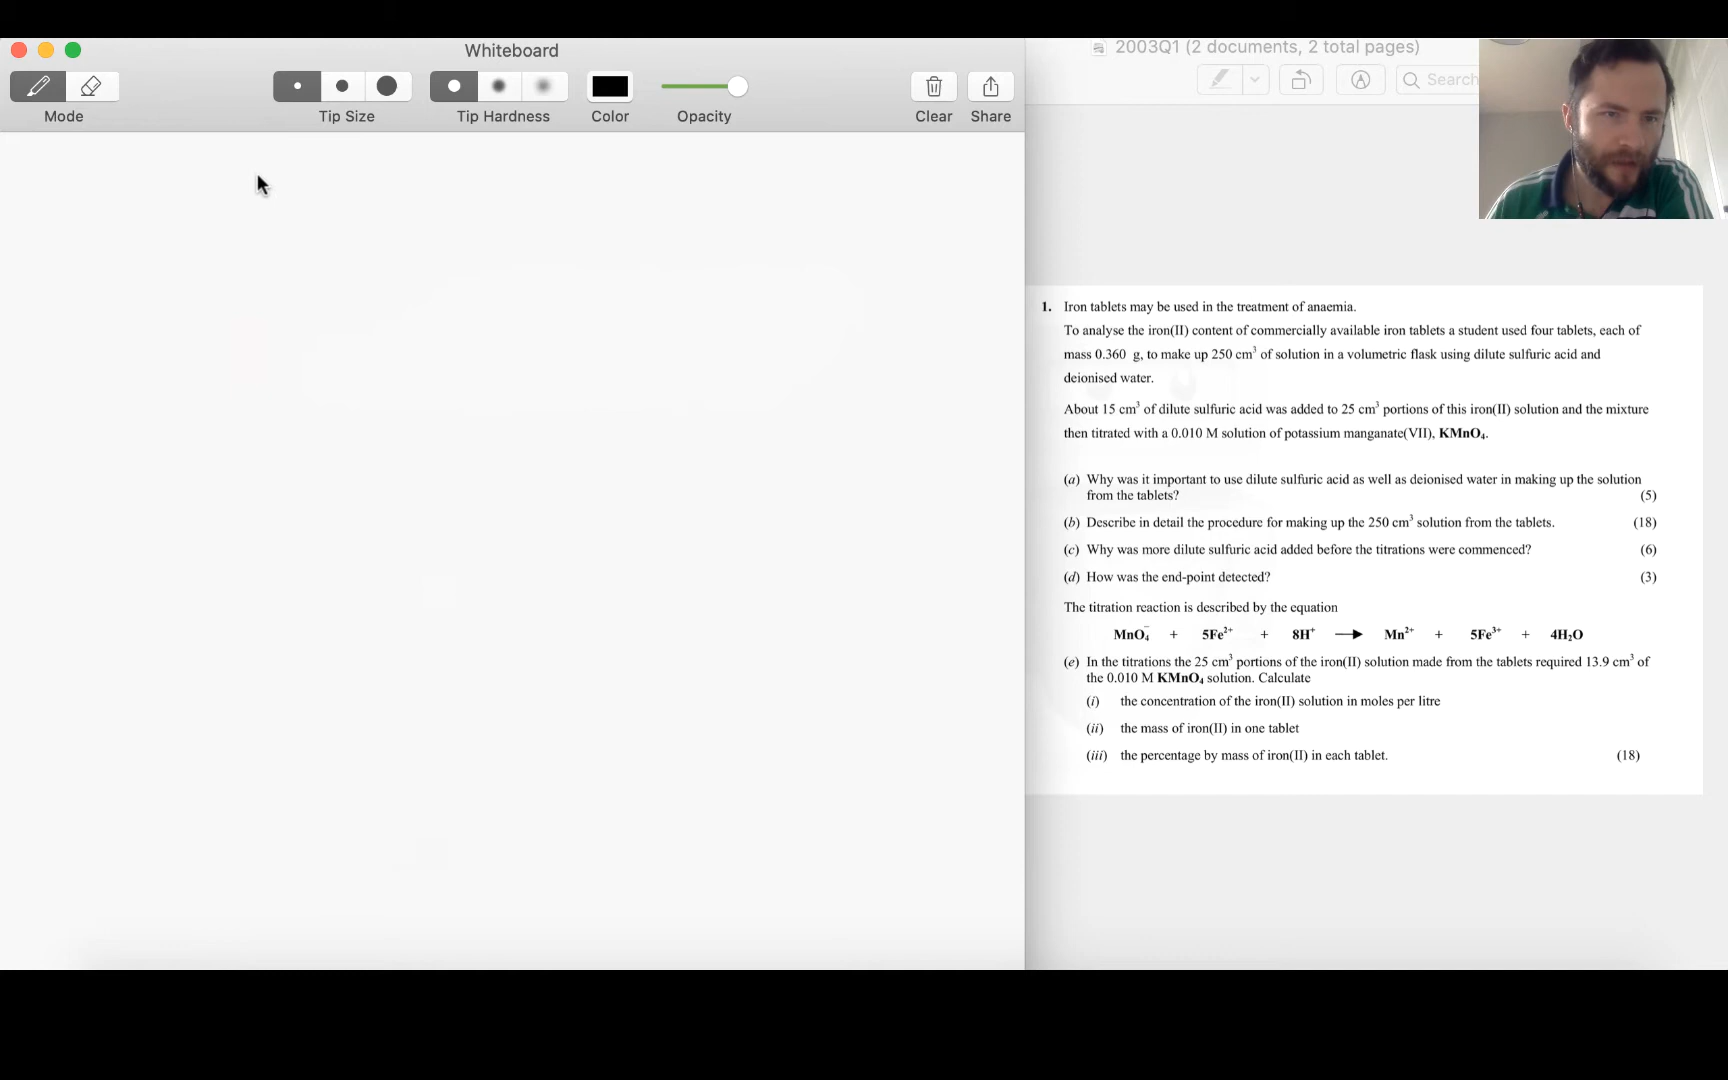 Whiteboard
2003Q1 (2 documents, 2 total pages)
Search
Mode
Tip Size
Tip Hardness
Color
Opacity
Clear
Share
1. Iron tablets may be used in the treatment of anaemia.
To analyse the iron(II) content of commercially available iron tablets a student used four tablets, each of
mass 0.360 g, to make up 250 cm³ of solution in a volumetric flask using dilute sulfuric acid and
deionised water.
About 15 cm³ of dilute sulfuric acid was added to 25 cm³ portions of this iron(II) solution and the mixture
then titrated with a 0.010 M solution of potassium manganate(VII), KMnO₄.
(a) Why was it important to use dilute sulfuric acid as well as deionised water in making up the solution
from the tablets? (5)
(b) Describe in detail the procedure for making up the 250 cm³ solution from the tablets. (18)
(c) Why was more dilute sulfuric acid added before the titrations were commenced? (6)
(d) How was the end-point detected? (3)
The titration reaction is described by the equation
MnO₄⁻ + 5Fe²⁺ + 8H⁺ → Mn²⁺ + 5Fe³⁺ + 4H₂O
(e) In the titrations the 25 cm³ portions of the iron(II) solution made from the tablets required 13.9 cm³ of
the 0.010 M KMnO₄ solution. Calculate
(i) the concentration of the iron(II) solution in moles per litre
(ii) the mass of iron(II) in one tablet
(iii) the percentage by mass of iron(II) in each tablet. (18)